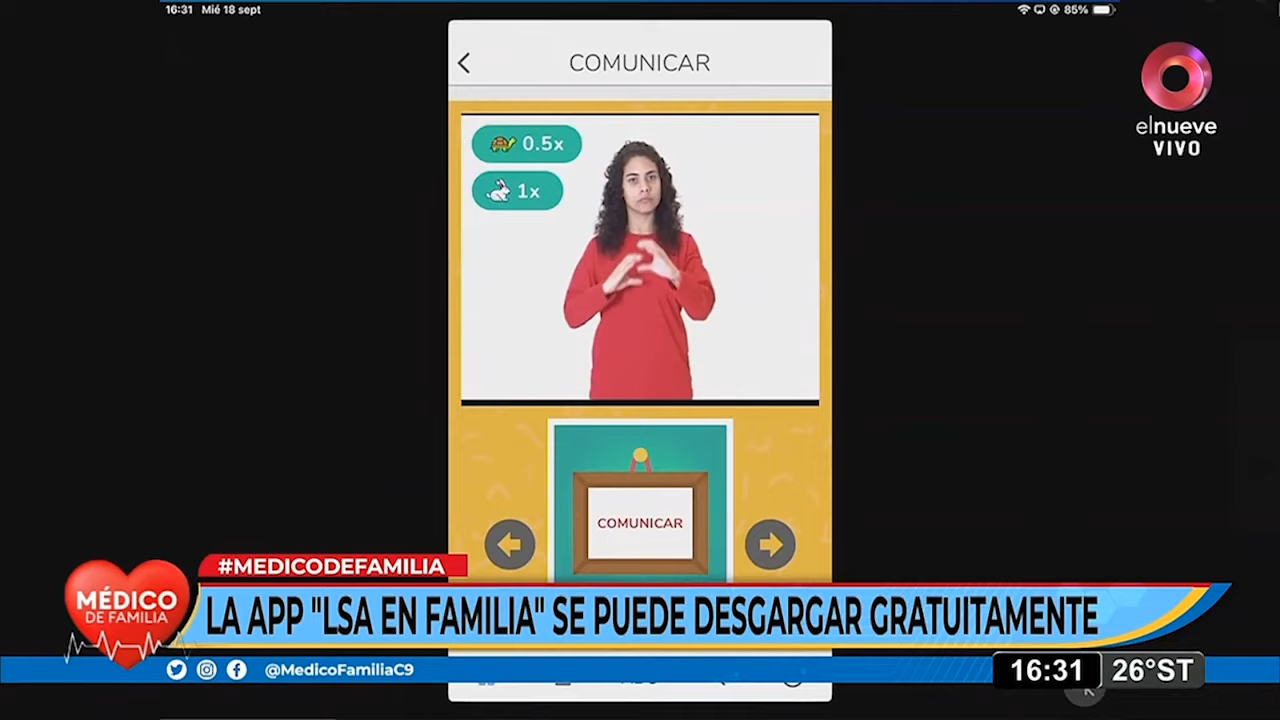 16:31 Mié 18 sept
85%
COMUNICAR
0.5x
1x
elnueve
VIVO
COMUNICAR
#MEDICODEFAMILIA
MÉDICO
DE FAMILIA
LA APP "LSA EN FAMILIA" SE PUEDE DESGARGAR GRATUITAMENTE
@MedicoFamiliaC9
16:31 26°ST